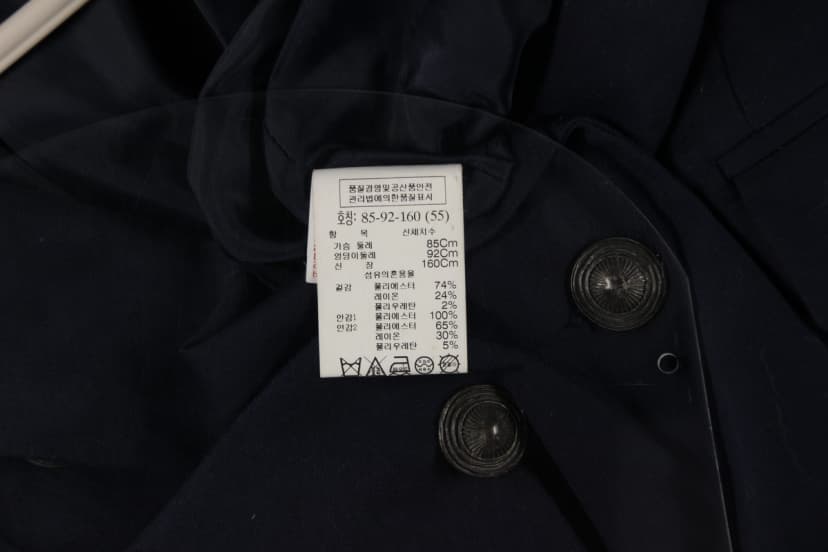 품질경영및공산품안전
관리법에의한품질표시
호칭: 85-92-160 (55)
항 목 신체치수
가슴 둘레 85Cm
엉덩이둘레 92Cm
신 장 160Cm
섬유의혼용율
겉감 폴리에스터 74%
레이온 24%
폴리우레탄 2%
안감1 폴리에스터 100%
안감2 폴리에스터 65%
레이온 30%
폴리우레탄 5%